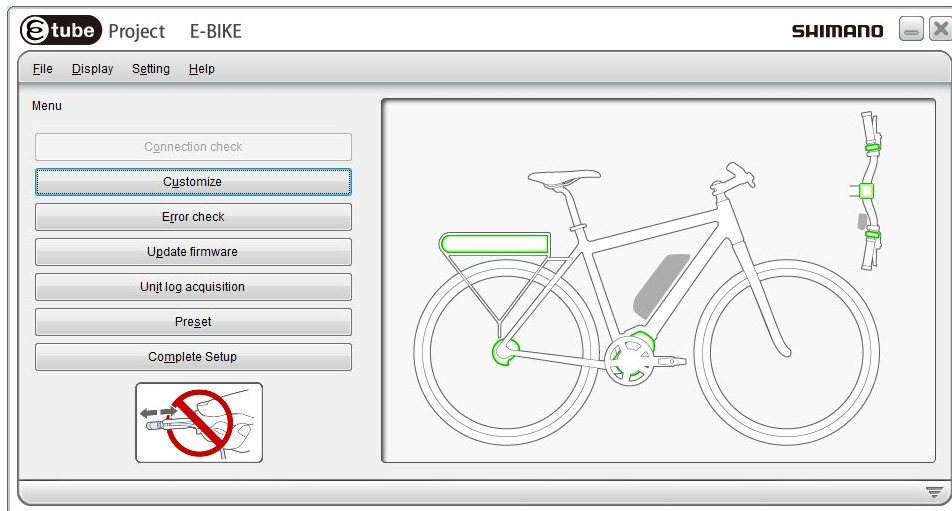 etube Project E-BIKE SHIMANO
File Display Setting Help
Menu
Connection check
Customize
Error check
Update firmware
Unit log acquisition
Preset
Complete Setup